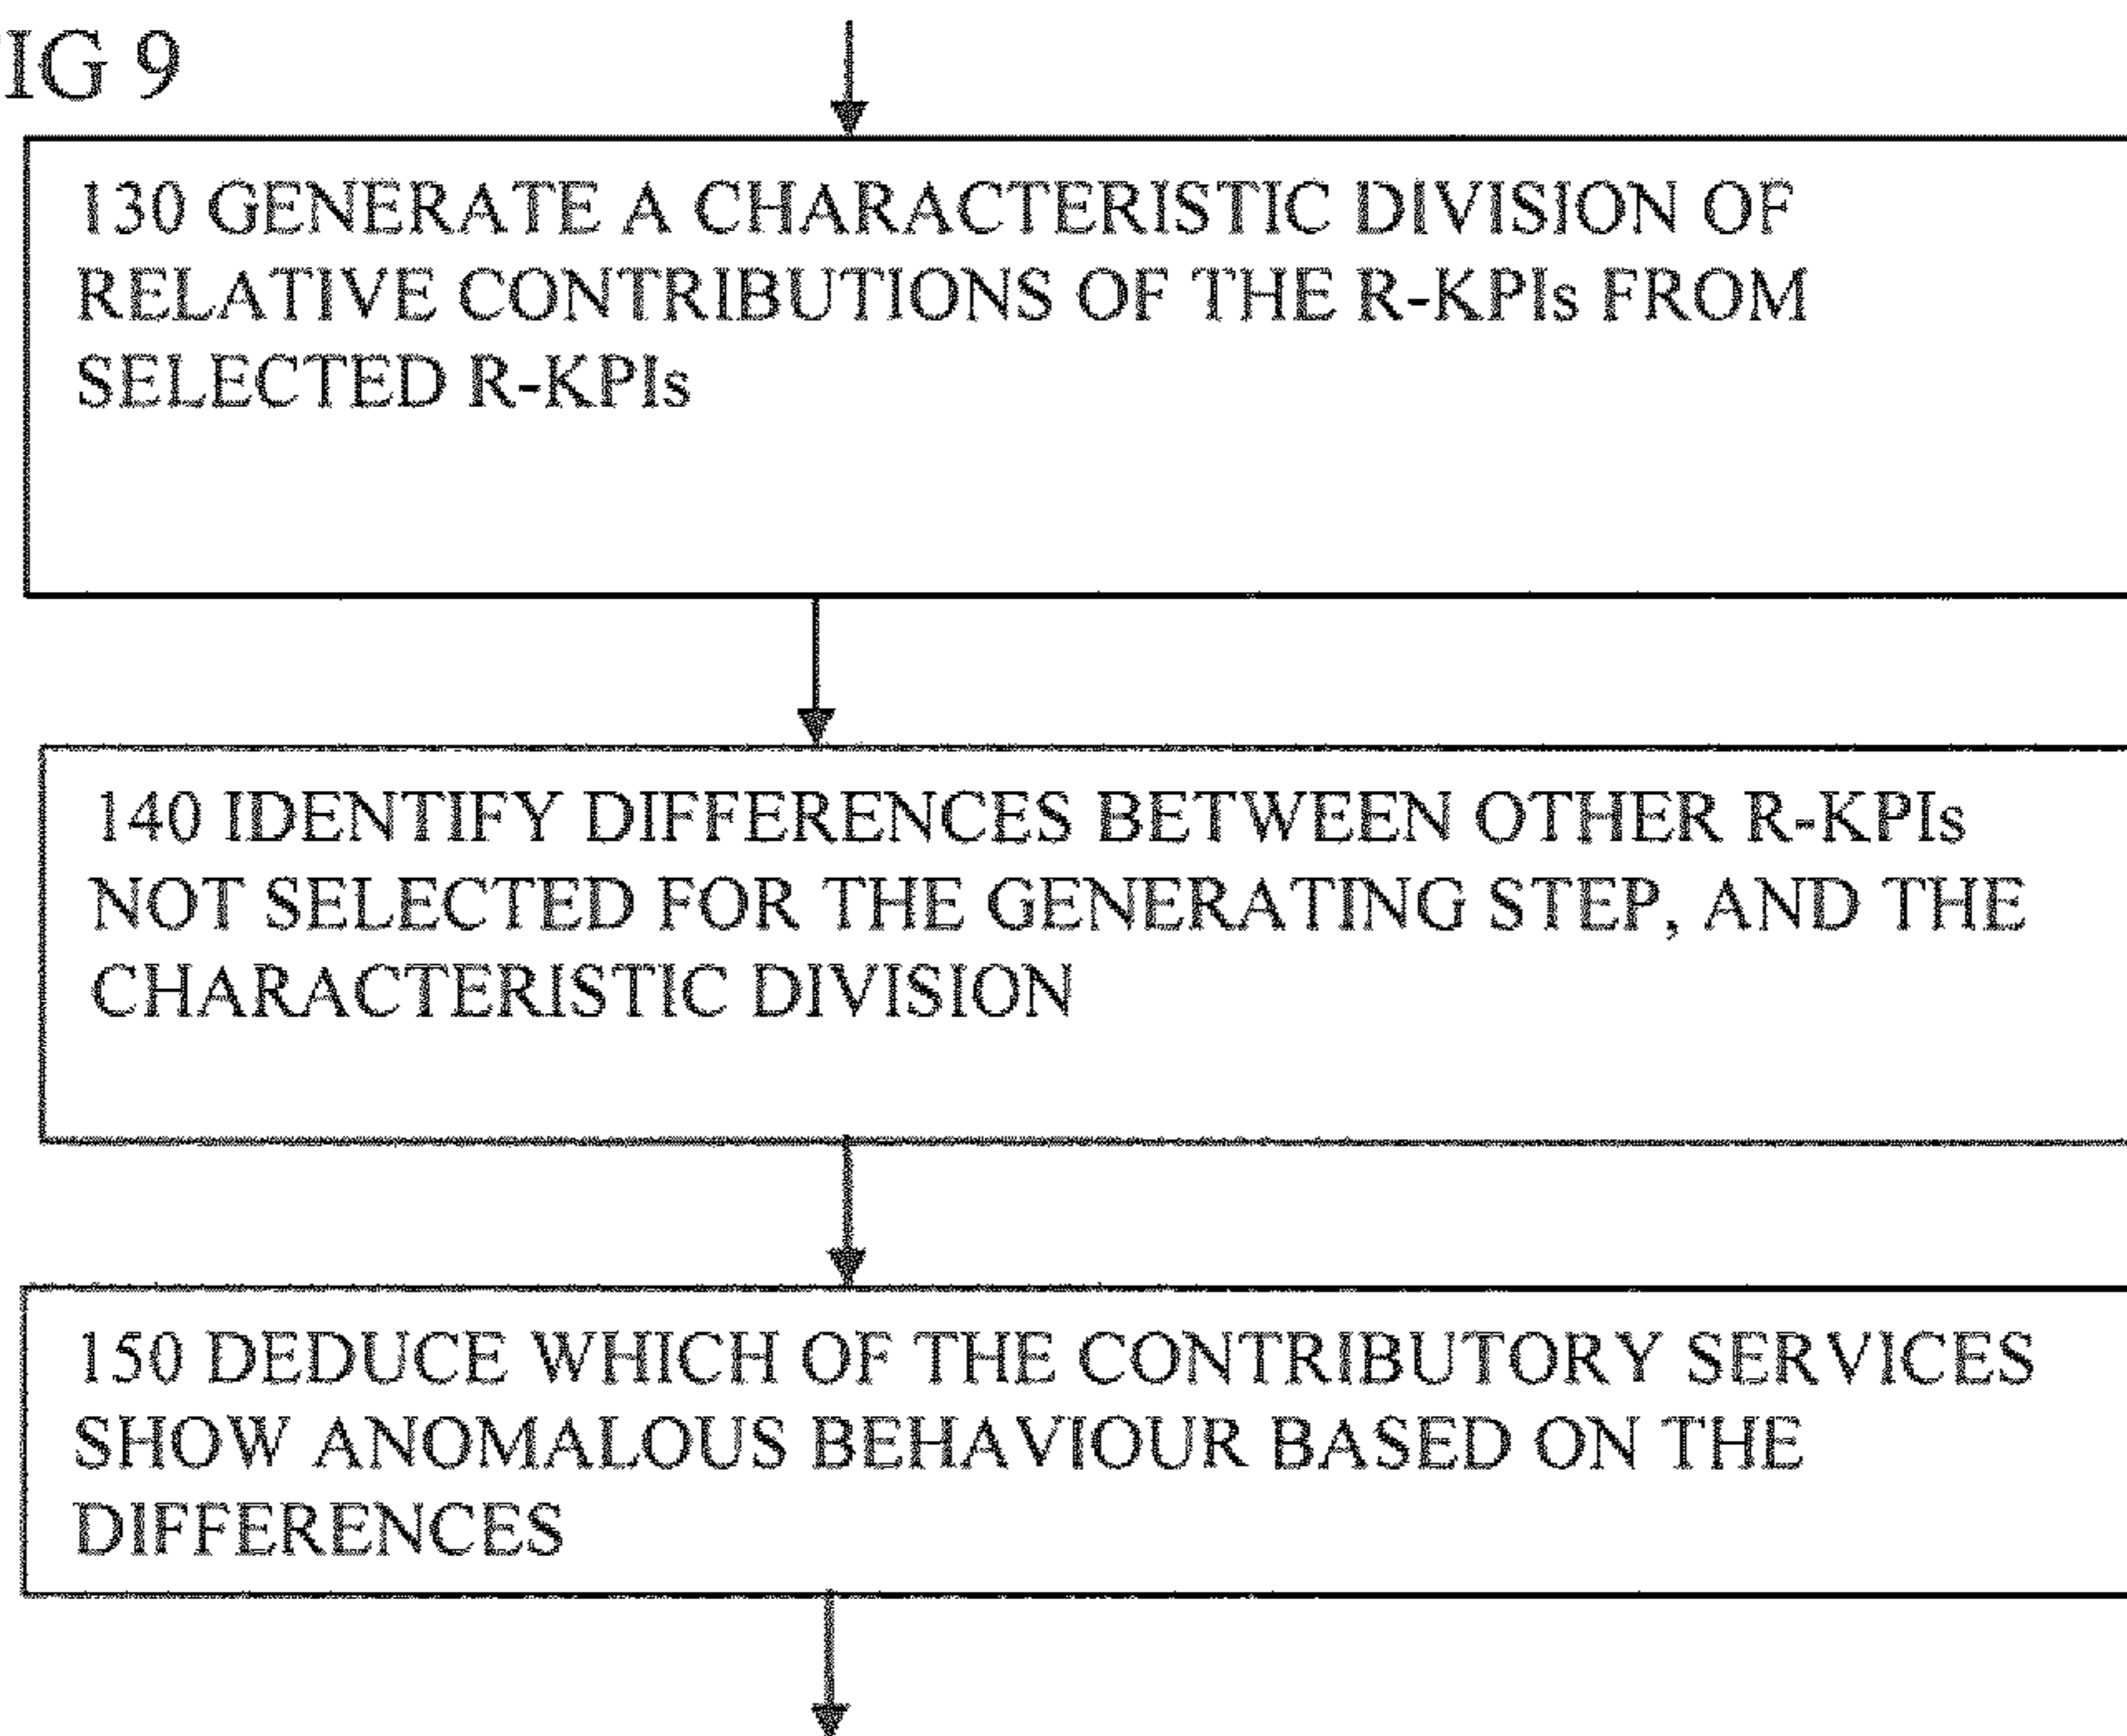 IG 9
130 GENERATE A CHARACTERISTIC DIVISION OF
RELATIVE CONTRIBUTIONS OF THE R-KPIs FROM
SELECTED R-KPIs
140 IDENTIFY DIFFERENCES BETWEEN OTHER R-KPIs
NOT SELECTED FOR THE GENERATING STEP, AND THE
CHARACTERISTIC DIVISION
150 DEDUCE WHICH OF THE CONTRIBUTORY SERVICES
SHOW ANOMALOUS BEHAVIOUR BASED ON THE
DIFFERENCES